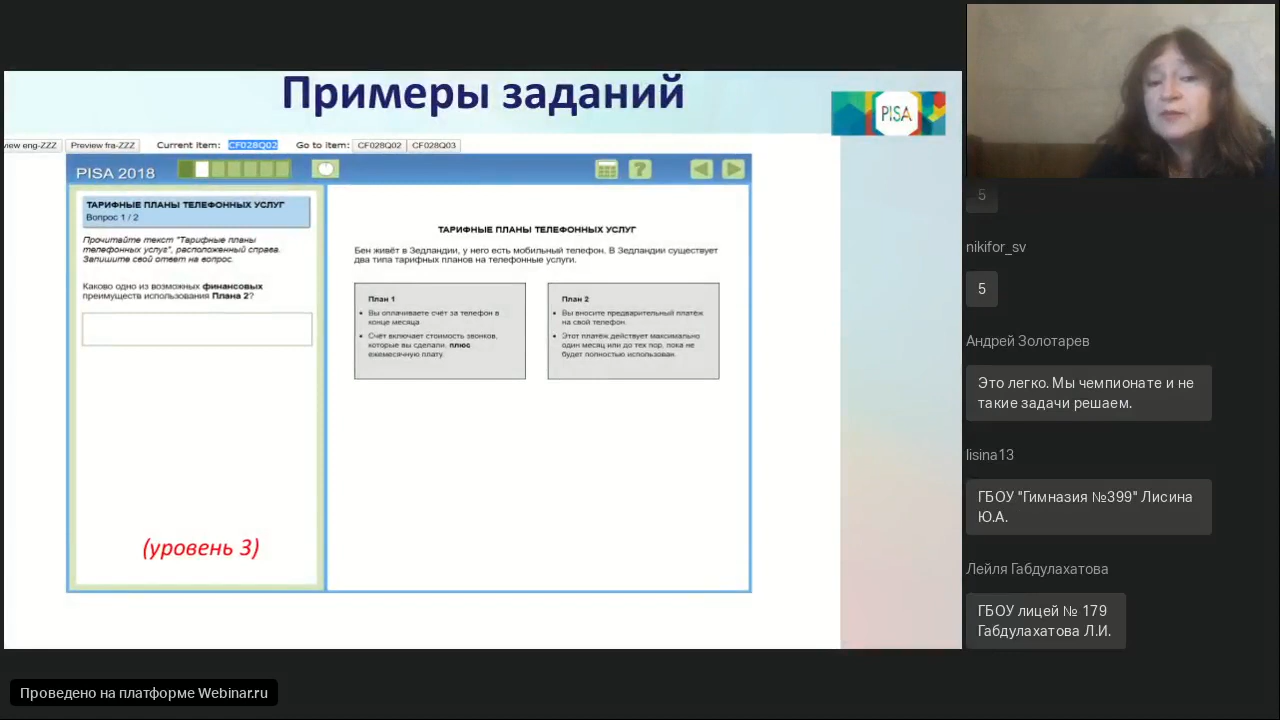 Примеры заданий
PISA
view eng-ZZZ Preview fra-ZZZ Current item: CF028Q02 Go to item: CF028Q02 CF028Q03
PISA 2018
?
ТАРИФНЫЕ ПЛАНЫ ТЕЛЕФОННЫХ УСЛУГ
Вопрос 1 / 2
Прочитайте текст "Тарифные планы
телефонных услуг", расположенный справа.
Запишите свой ответ на вопрос.
Каково одно из возможных финансовых
преимуществ использования Плана 2?
(уровень 3)
ТАРИФНЫЕ ПЛАНЫ ТЕЛЕФОННЫХ УСЛУГ
Бен живёт в Зедландии, у него есть мобильный телефон. В Зедландии существует
два типа тарифных планов на телефонные услуги.
План 1
• Вы оплачиваете счёт за телефон в
конце месяца.
• Счёт включает стоимость звонков,
которые вы сделали, плюс
ежемесячную плату.
План 2
• Вы вносите предварительный платёж
на свой телефон.
• Этот платёж действует максимально
один месяц или до тех пор, пока не
будет полностью использован.
5
nikifor_sv
5
Андрей Золотарев
Это легко. Мы чемпионате и не
такие задачи решаем.
lisina13
ГБОУ "Гимназия №399" Лисина
Ю.А.
Лейля Габдулахатова
ГБОУ лицей № 179
Габдулахатова Л.И.
Проведено на платформе Webinar.ru